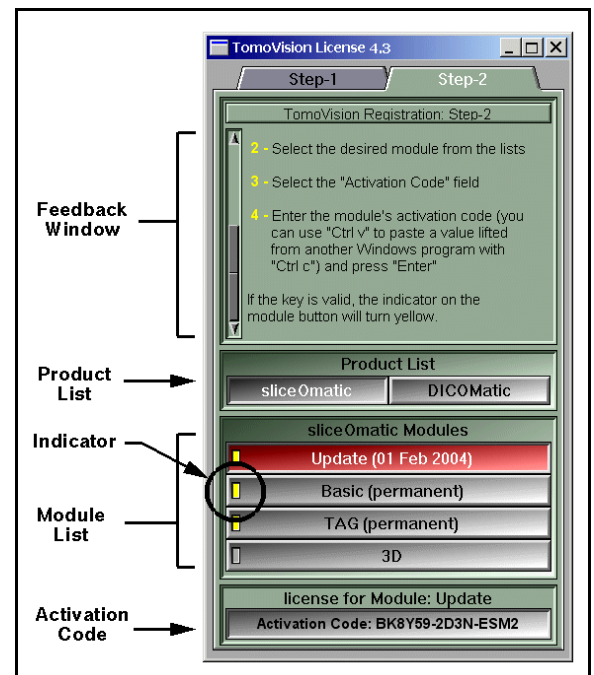 TomoVision License 4.3
Step-1
Step-2
TomoVision Registration: Step-2
2 - Select the desired module from the lists
3 - Select the "Activation Code" field
4 - Enter the module's activation code (you
can use "Ctrl v" to paste a value lifted
from another Windows program with
"Ctrl c") and press "Enter"
If the key is valid, the indicator on the
module button will turn yellow.
Feedback
Window
Product List
sliceOmatic
DICOMatic
Product
List
sliceOmatic Modules
Update (01 Feb 2004)
Basic (permanent)
TAG (permanent)
3D
Indicator
Module
List
license for Module: Update
Activation Code: BK8Y59-2D3N-ESM2
Activation
Code